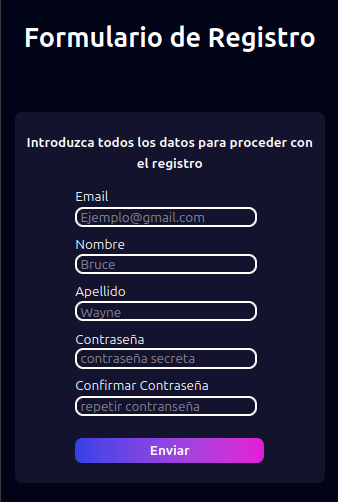 Formulario de Registro
Introduzca todos los datos para proceder con
el registro
Email
Ejemplo@gmail.com
Nombre
Bruce
Apellido
Wayne
Contraseña
contraseña secreta
Confirmar Contraseña
repetir contranseña
Enviar